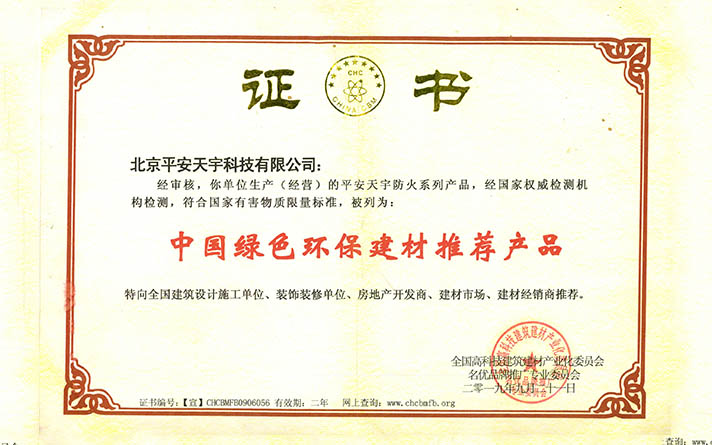 证书
CHC
CHINA CBM
北京平安天宇科技有限公司：
经审核，你单位生产（经营）的平安天宇防火系列产品，经国家权威检测机
构检测，符合国家有害物质限量标准，被列为：
中国绿色环保建材推荐产品
特向全国建筑设计施工单位、装饰装修单位、房地产开发商、建材市场、建材经销商推荐。
全国高科技建筑建材产业化委员会
名优品牌推广专业委员会
二〇一九年九月二十一日
证书编号：【宣】CHCBMFB0906056 有效期：二年 网上查询：www.chcbmfb.org
查询：www.